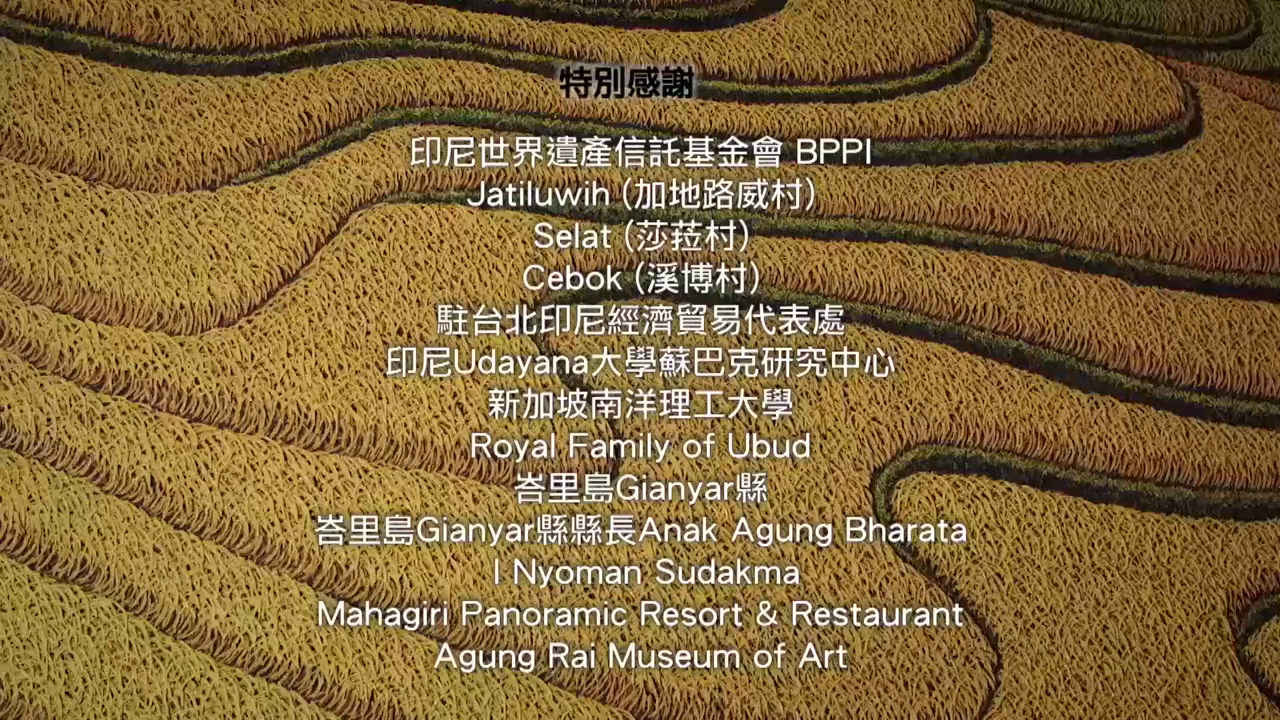 特別感謝
印尼世界遺產信託基金會 BPPI
Jatiluwih (加地路威村)
Selat (莎菈村)
Cebok (溪博村)
駐台北印尼經濟貿易代表處
印尼Udayana大學蘇巴克研究中心
新加坡南洋理工大學
Royal Family of Ubud
峇里島Gianyar縣
峇里島Gianyar縣縣長Anak Agung Bharata
I Nyoman Sudakma
Mahagiri Panoramic Resort & Restaurant
Agung Rai Museum of Art